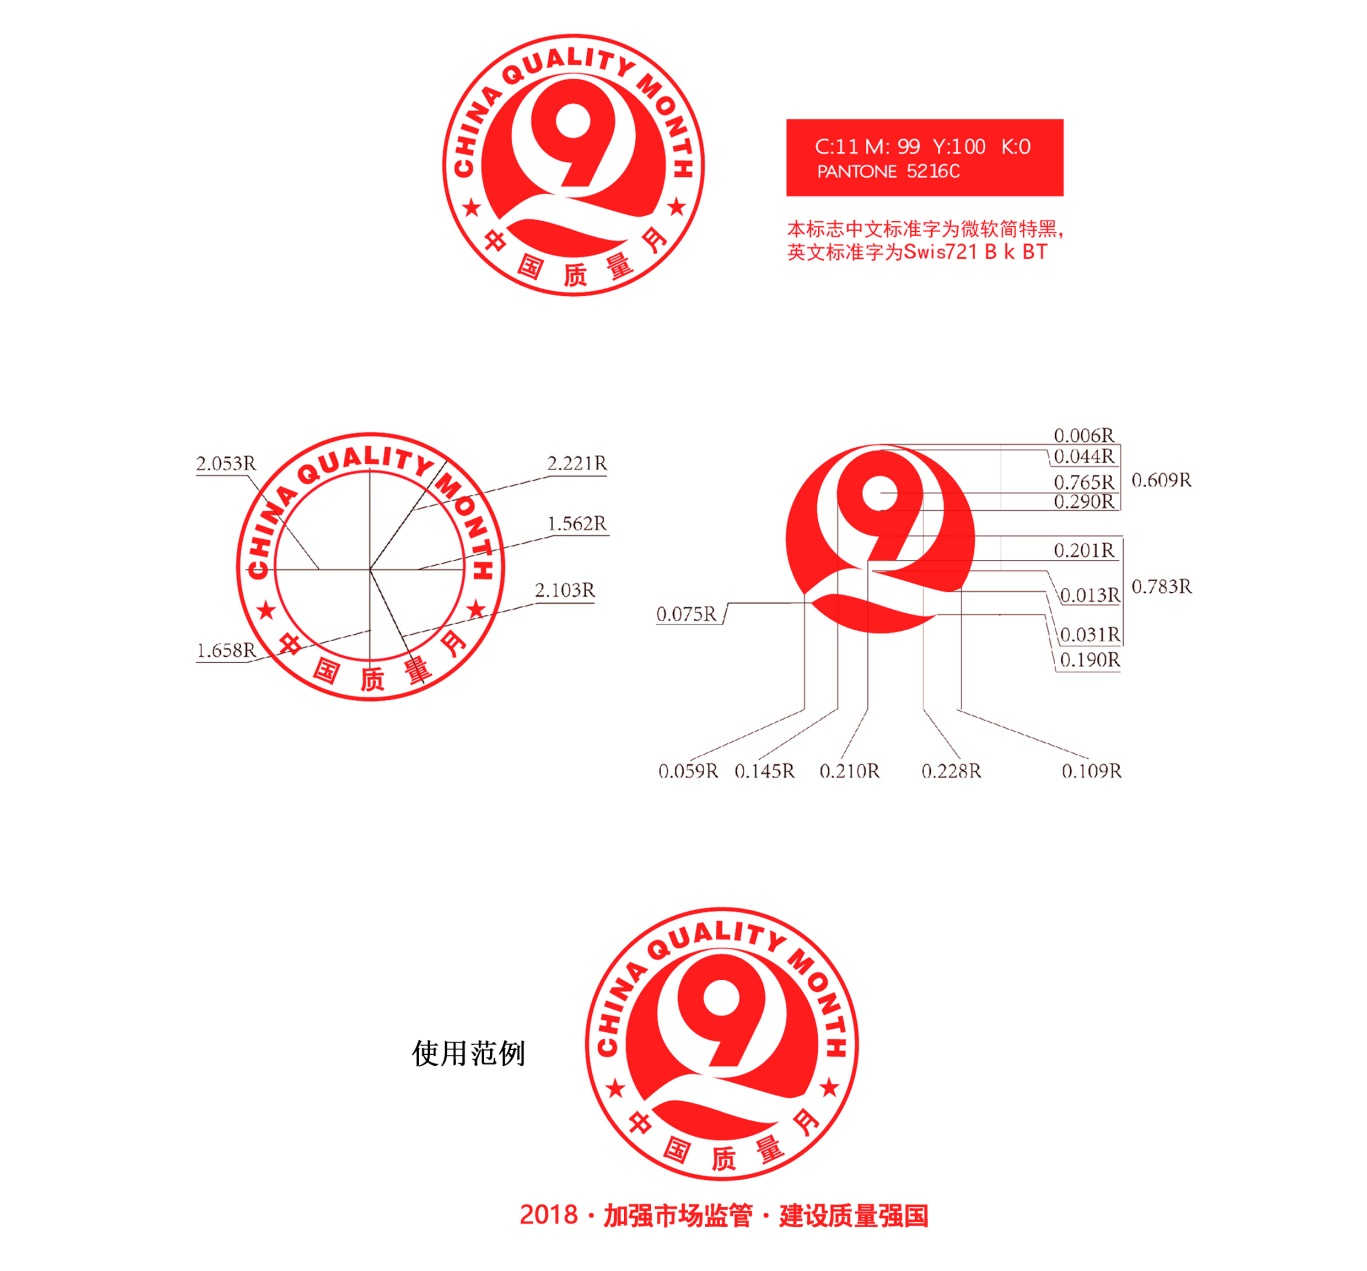 CHINA QUALITY MONTH
中国质量月
C:11 M: 99 Y:100 K:0
PANTONE 5216C
本标志中文标准字为微软简特黑,
英文标准字为Swis721 B k BT
CHINA QUALITY MONTH
中国质量月
2.053R
2.221R
1.562R
2.103R
1.658R
9
0.006R
0.044R
0.765R
0.290R
0.609R
0.201R
0.013R
0.783R
0.031R
0.190R
0.075R
0.059R 0.145R 0.210R 0.228R 0.109R
使用范例
CHINA QUALITY MONTH
9
中国质量月
2018·加强市场监管·建设质量强国